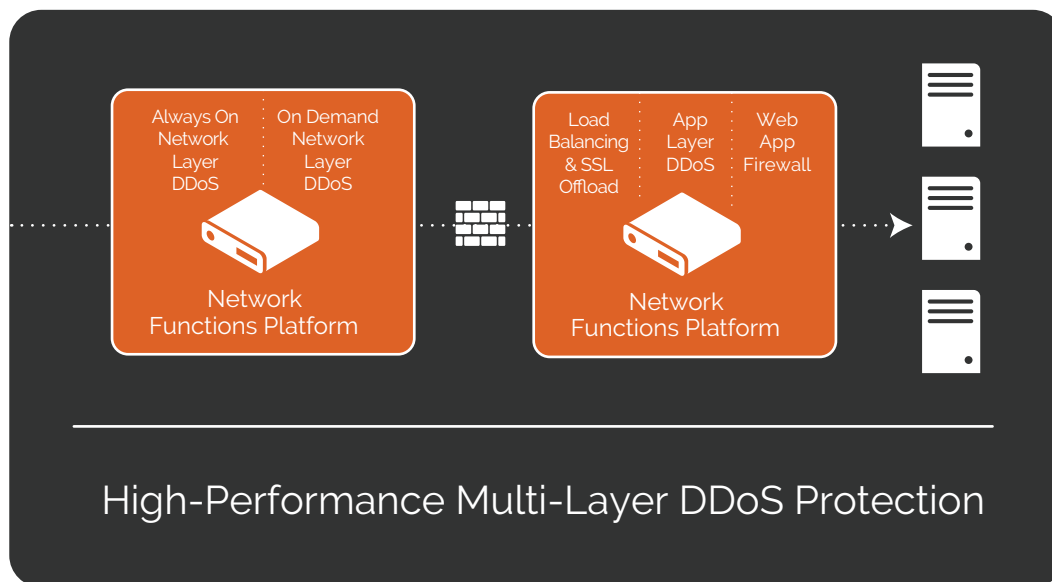 Always On
Network
Layer
DDoS
On Demand
Network
Layer
DDoS
Network
Functions Platform
Load
Balancing
& SSL
Offload
App
Layer
DDoS
Web
App
Firewall
Network
Functions Platform
High-Performance Multi-Layer DDoS Protection